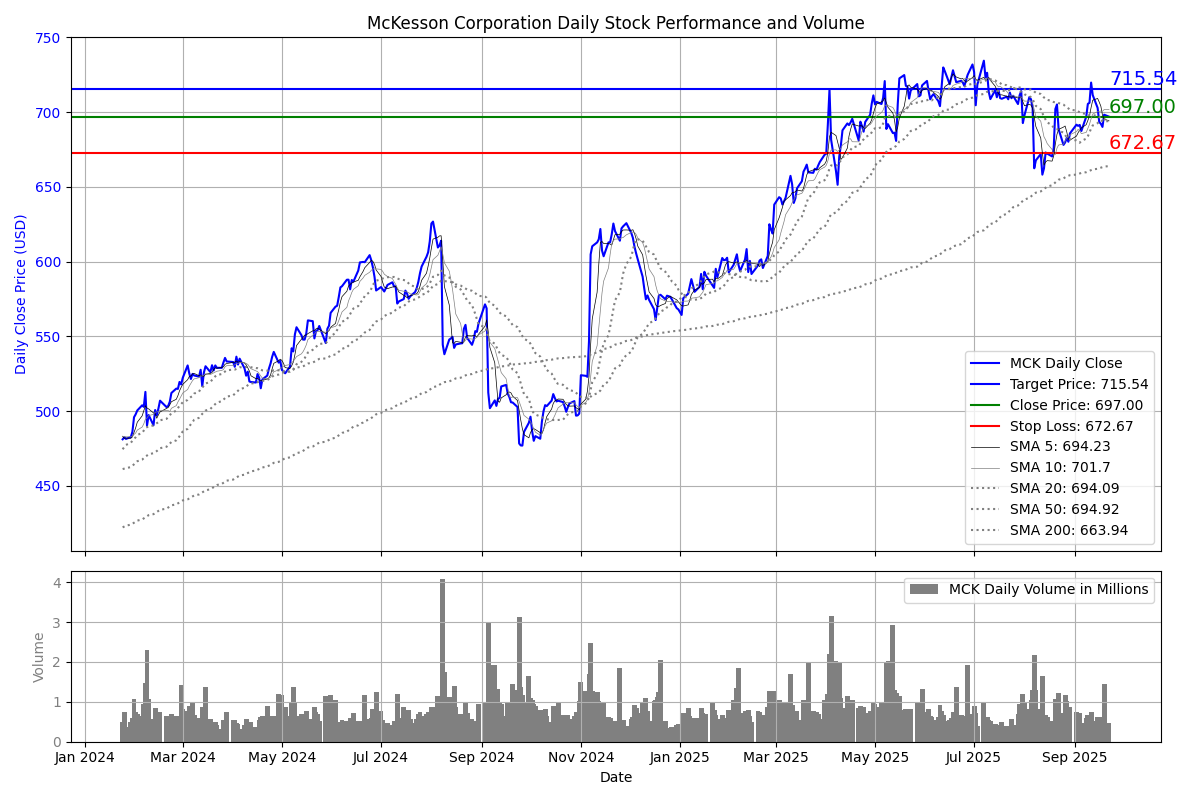 McKesson Corporation Daily Stock Performance and Volume
Daily Close Price (USD)
750
700
650
600
550
500
450
715.54
697.00
672.67
MCK Daily Close
Target Price: 715.54
Close Price: 697.00
Stop Loss: 672.67
SMA 5: 694.23
SMA 10: 701.7
SMA 20: 694.09
SMA 50: 694.92
SMA 200: 663.94
Volume
4
3
2
1
0
MCK Daily Volume in Millions
Jan 2024 Mar 2024 May 2024 Jul 2024 Sep 2024 Nov 2024 Jan 2025 Mar 2025 May 2025 Jul 2025 Sep 2025
Date